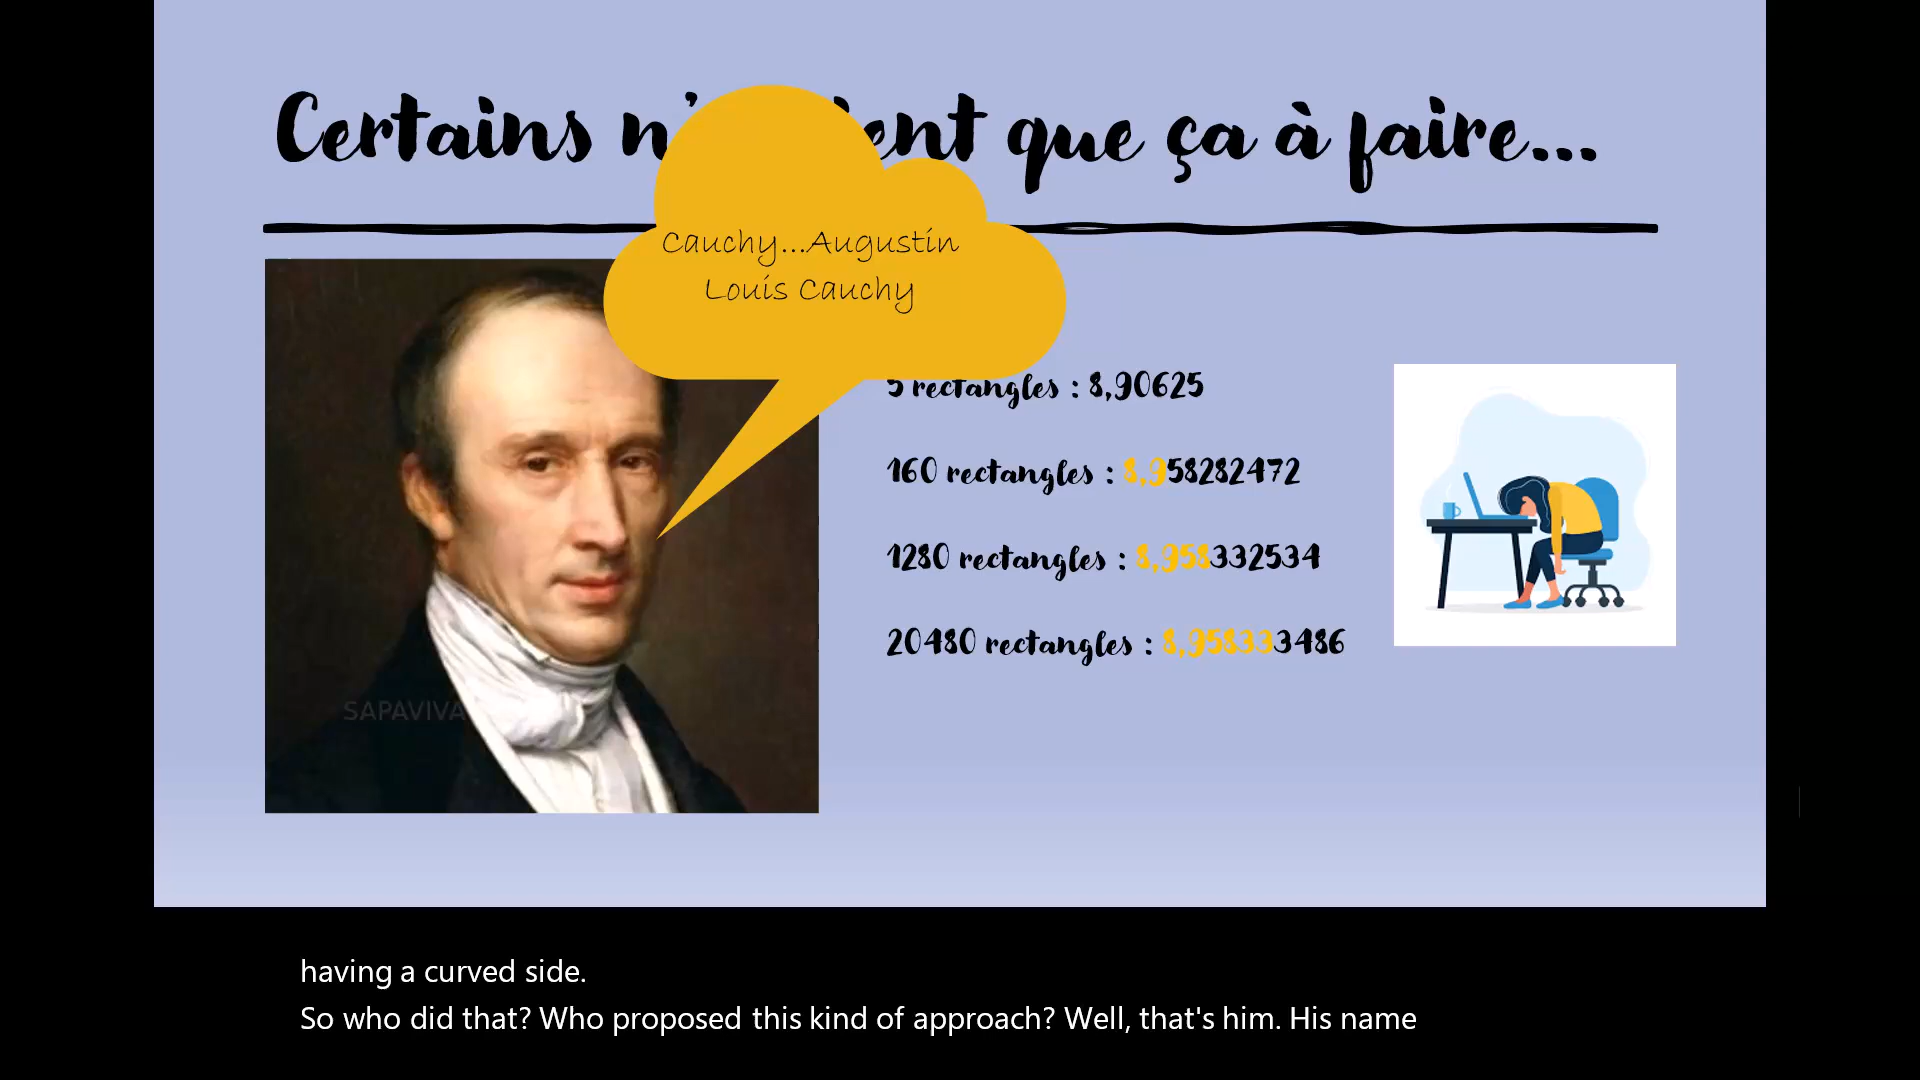 Certains n' ent que ça à faire...
Cauchy...Augustin
Louis Cauchy
5 rectangles : 8,90625
160 rectangles : 8,958282472
1280 rectangles : 8,958332534
20480 rectangles : 8,958333486
SAPAVIVA
having a curved side.
So who did that? Who proposed this kind of approach? Well, that's him. His name